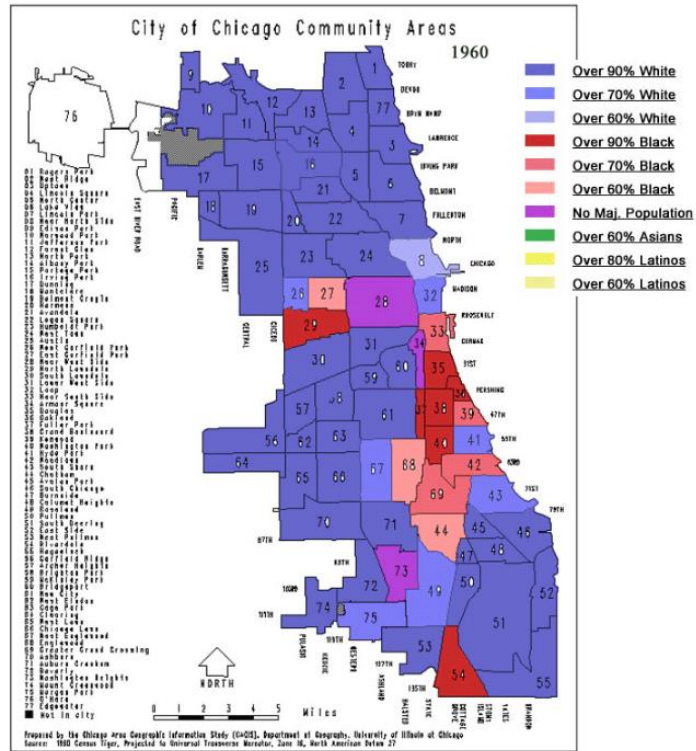 City of Chicago Community Areas
1960
Over 90% White
Over 70% White
Over 60% White
Over 90% Black
Over 70% Black
Over 60% Black
No Maj. Population
Over 60% Asians
Over 80% Latinos
Over 60% Latinos
TOUHY
DEVON
BRYN MAWR
LAWRENCE
IRVING PARK
BELMONT
FULLERTON
NORTH
CHICAGO
MADISON
ROOSEVELT
CERMAK
31ST
PERSHING
47TH
55TH
63RD
71ST
79TH
87TH
EAST RIVER ROAD
PACIFIC
HARLEM
NARRAGANSETT
CENTRAL
CICERO
PULASKI
KEDZIE
WESTERN
ASHLAND
HALSTED
STATE
COTTAGE GROVE
STONY ISLAND
YATES
BRANDON
103RD
111TH
119TH
127TH
135TH
76
9
10
11
12
13
2
1
77
4
3
14
15
16
17
18
19
20
21
22
5
6
7
25
23
24
8
26
27
28
32
29
33
30
31
34
35
59
60
36
57
58
61
37
38
39
56
62
63
40
41
64
65
66
67
68
42
69
43
70
71
44
45
46
47
48
72
73
49
50
51
52
74
75
53
54
55
01 Rogers Park
02 West Ridge
03 Uptown
04 Lincoln Square
05 North Center
06 Lake View
07 Lincoln Park
08 Near North Side
09 Edison Park
10 Norwood Park
11 Jefferson Park
12 Forest Glen
13 North Park
14 Albany Park
15 Portage Park
16 Irving Park
17 Dunning
18 Montclare
19 Belmont Cragin
20 Hermosa
21 Avondale
22 Logan Square
23 Humboldt Park
24 West Town
25 Austin
26 West Garfield Park
27 East Garfield Park
28 Near West Side
29 North Lawndale
30 South Lawndale
31 Lower West Side
32 Loop
33 Near South Side
34 Armour Square
35 Douglas
36 Oakland
37 Fuller Park
38 Grand Boulevard
39 Kenwood
40 Washington Park
41 Hyde Park
42 Woodlawn
43 South Shore
44 Chatham
45 Avalon Park
46 South Chicago
47 Burnside
48 Calumet Heights
49 Roseland
50 Pullman
51 South Deering
52 East Side
53 West Pullman
54 Riverdale
55 Hegewisch
56 Garfield Ridge
57 Archer Heights
58 Brighton Park
59 McKinley Park
60 Bridgeport
61 New City
62 West Elsdon
63 Gage Park
64 Clearing
65 West Lawn
66 Chicago Lawn
67 West Englewood
68 Englewood
69 Greater Grand Crossing
70 Ashburn
71 Auburn Gresham
72 Beverly
73 Washington Heights
74 Mount Greenwood
75 Morgan Park
76 O'Hare
77 Edgewater
Not in city
NORTH
0 1 2 3 4 5
Miles
Prepared by the Chicago Area Geographic Information Study (CAGIS), Department of Geography, University of Illinois at Chicago
Source: 1990 Census Tiger, Projected to Universal Transverse Mercator, Zone 16, North American Datum 27